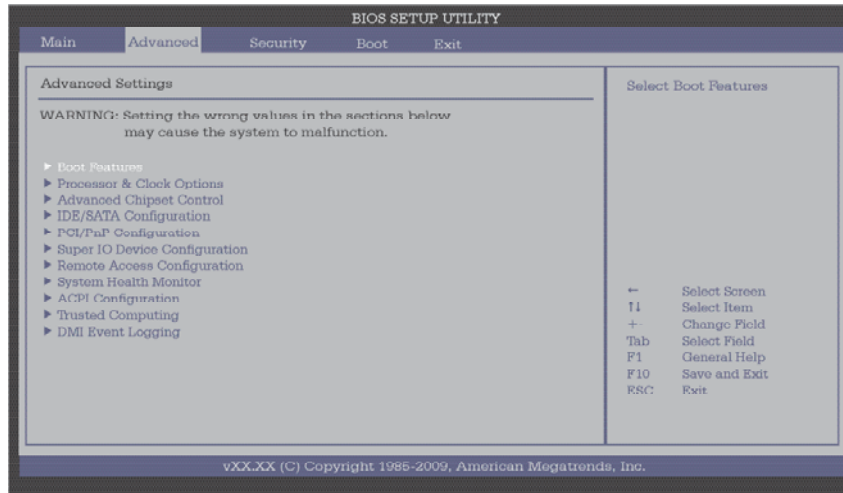 BIOS SETUP UTILITY
Main Advanced Security Boot Exit
Advanced Settings
WARNING: Setting the wrong values in the sections below
may cause the system to malfunction.
► Boot Features
► Processor & Clock Options
► Advanced Chipset Control
► IDE/SATA Configuration
► PCI/PnP Configuration
► Super IO Device Configuration
► Remote Access Configuration
► System Health Monitor
► ACPI Configuration
► Trusted Computing
► DMI Event Logging
Select Boot Features
← Select Screen
↑↓ Select Item
+- Change Field
Tab Select Field
F1 General Help
F10 Save and Exit
ESC Exit
vXX.XX (C) Copyright 1985-2009, American Megatrends, Inc.